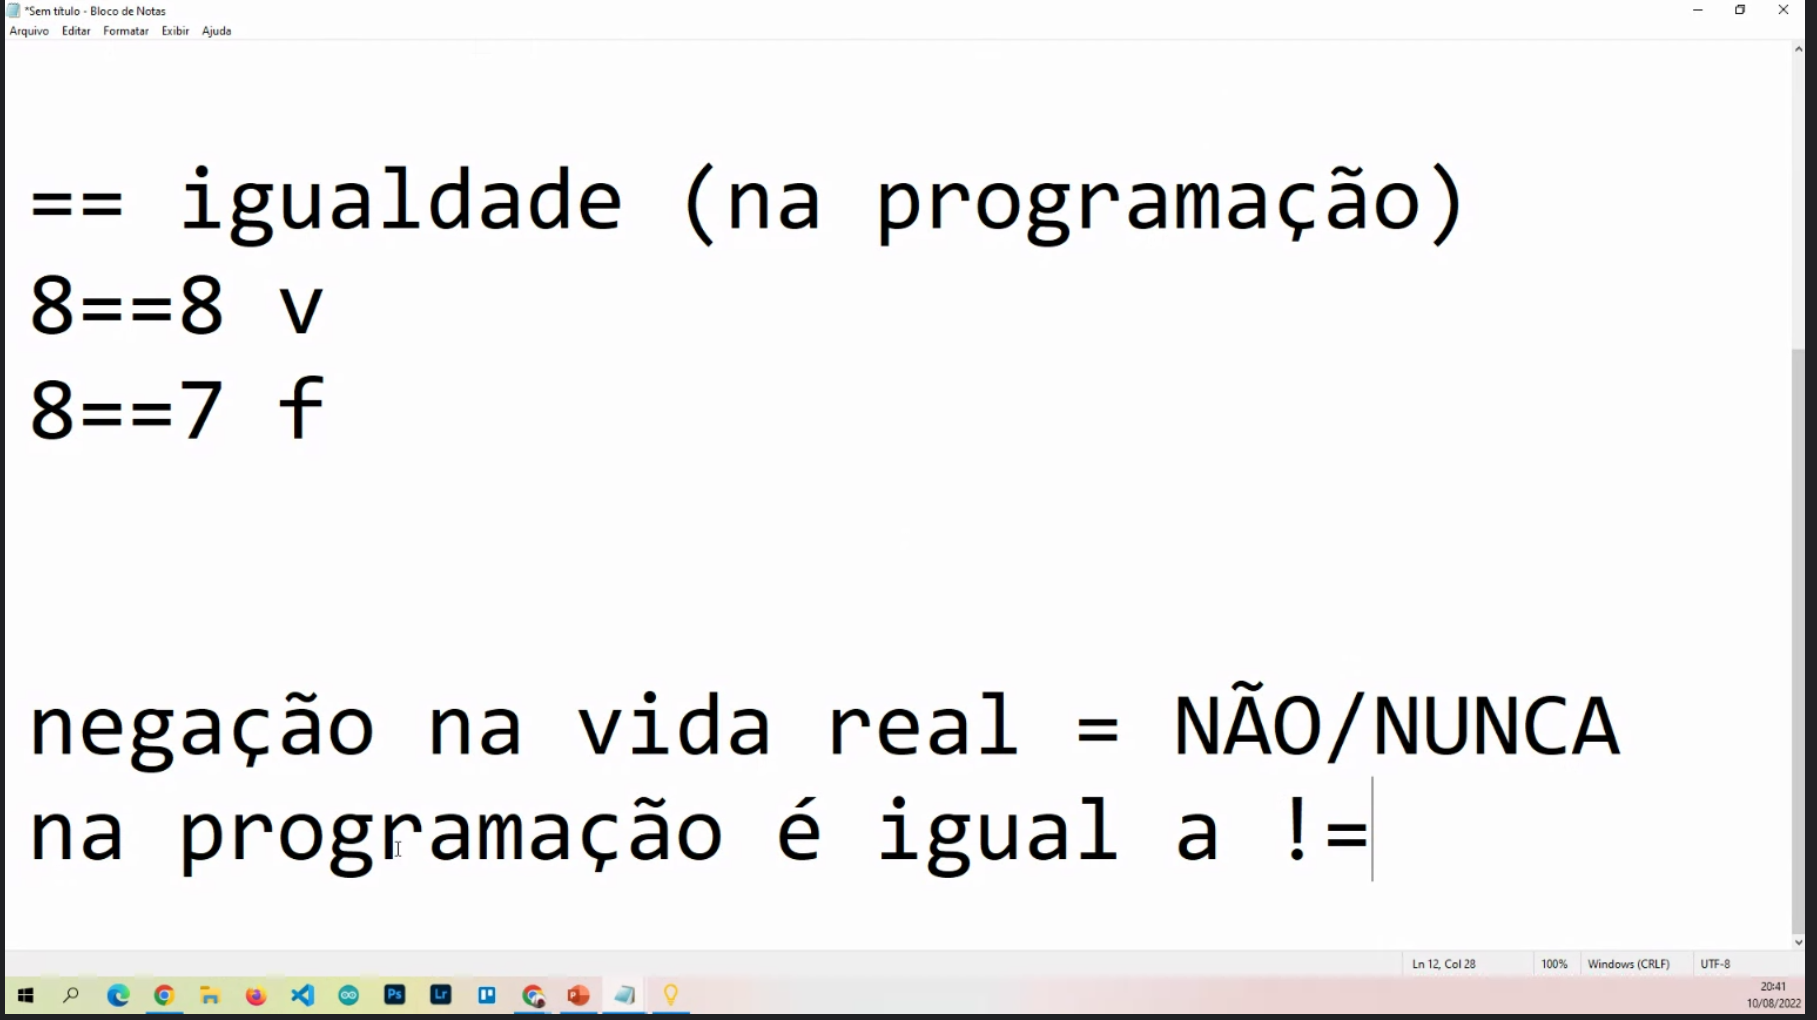 *Sem título - Bloco de Notas
Arquivo Editar Formatar Exibir Ajuda
== igualdade (na programação)
8==8 v
8==7 f
negação na vida real = NÃO/NUNCA
na programação é igual a !=
Ln 12, Col 28 100% Windows (CRLF) UTF-8
Ps Lr
20:41
10/08/2022